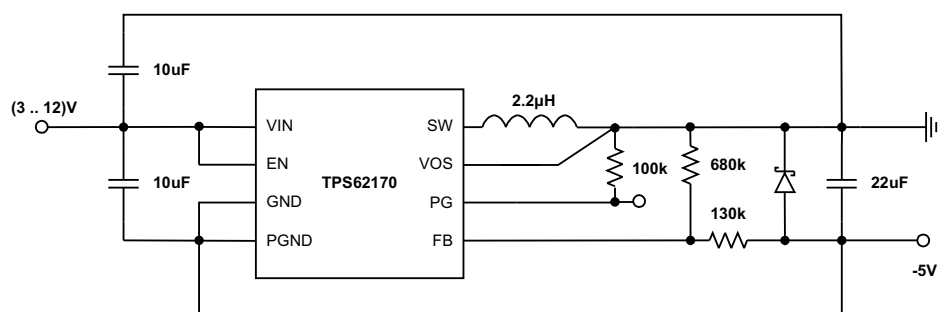 10uF
(3 .. 12)V
2.2µH
VIN
SW
EN
VOS
100k
680k
10uF
TPS62170
22uF
GND
PG
130k
PGND
FB
-5V